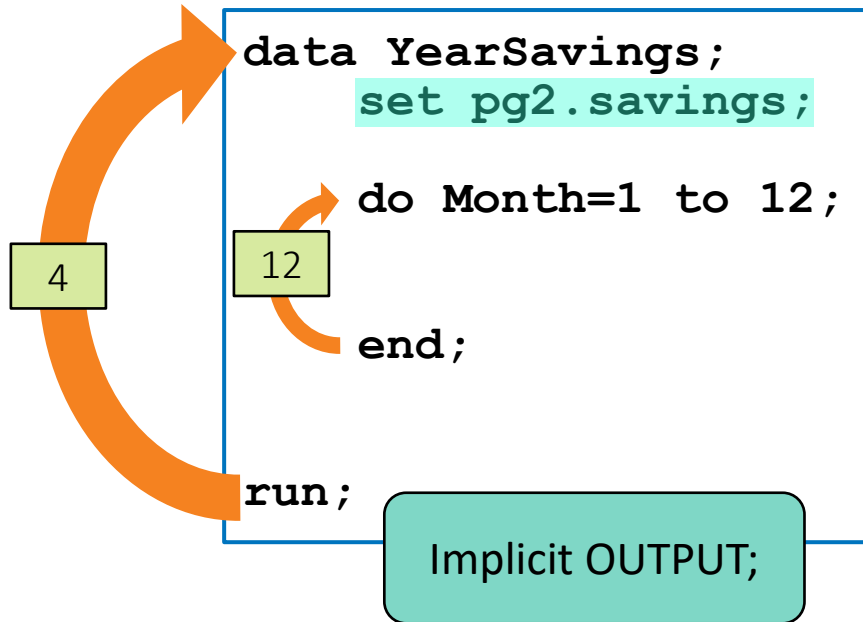 data YearSavings;
set pg2.savings;
do Month=1 to 12;
4
12
end;
run;
Implicit OUTPUT;